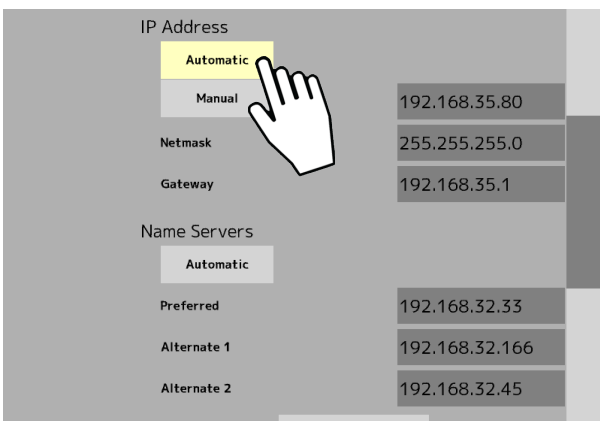 IP Address
Automatic
Manual 192.168.35.80
Netmask 255.255.255.0
Gateway 192.168.35.1
Name Servers
Automatic
Preferred 192.168.32.33
Alternate 1 192.168.32.166
Alternate 2 192.168.32.45